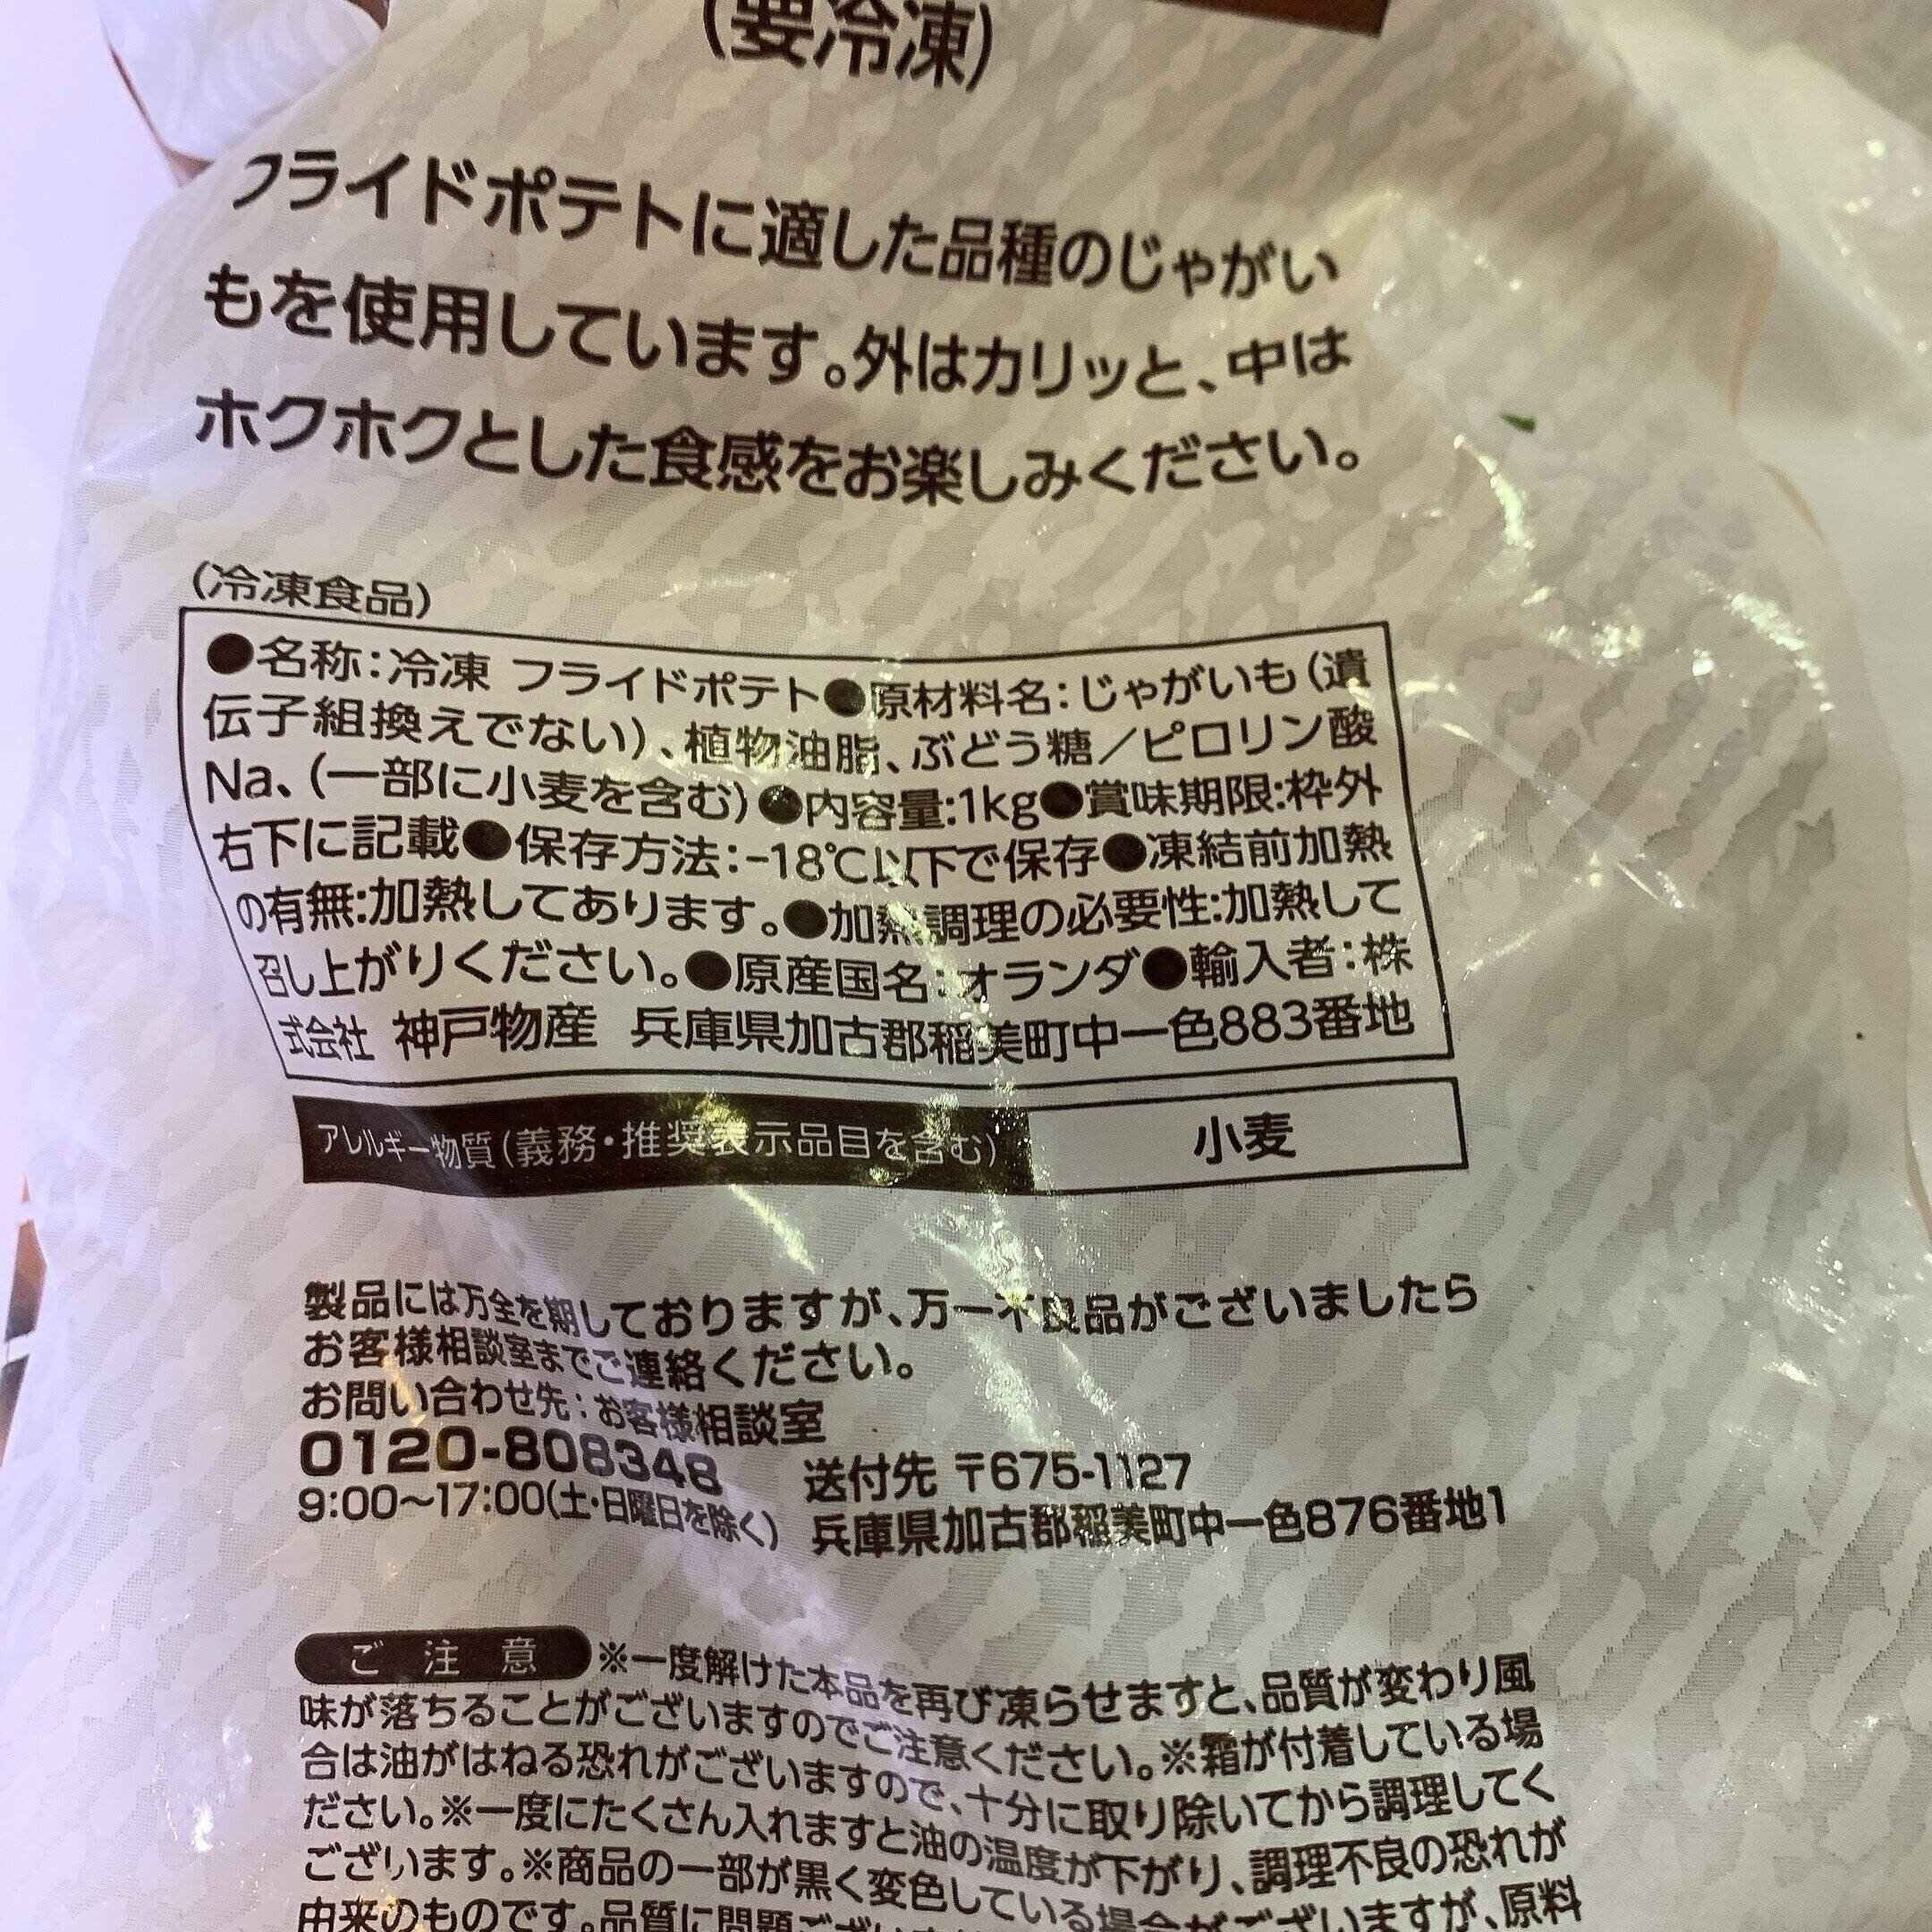 (要冷凍)
フライドポテトに適した品種のじゃがい
もを使用しています。外はカリッと、中は
ホクホクとした食感をお楽しみください。
(冷凍食品)
●名称:冷凍 フライドポテト●原材料名:じゃがいも(遺
伝子組換えでない)、植物油脂、ぶどう糖/ピロリン酸
Na、(一部に小麦を含む)●内容量:1kg●賞味期限:枠外
右下に記載●保存方法:-18℃以下で保存●凍結前加熱
の有無:加熱してあります。●加熱調理の必要性:加熱して
召し上がりください。●原産国名:オランダ●輸入者:株
式会社 神戸物産 兵庫県加古郡稲美町中一色883番地
アレルギー物質(義務・推奨表示品目を含む) 小麦
製品には万全を期しておりますが、万一不良品がございましたら
お客様相談室までご連絡ください。
お問い合わせ先:お客様相談室
0120-808348 送付先 〒675-1127
9:00〜17:00(土・日曜日を除く) 兵庫県加古郡稲美町中一色876番地1
ご注意 ※一度解けた本品を再び凍らせますと、品質が変わり風
味が落ちることがございますのでご注意ください。※霜が付着している場
合は油がはねる恐れがございますので、十分に取り除いてから調理してく
ださい。※一度にたくさん入れますと油の温度が下がり、調理不良の恐れが
ございます。※商品の一部が黒く変色している場合がございますが、原料
由来のものです。品質に問題ござい